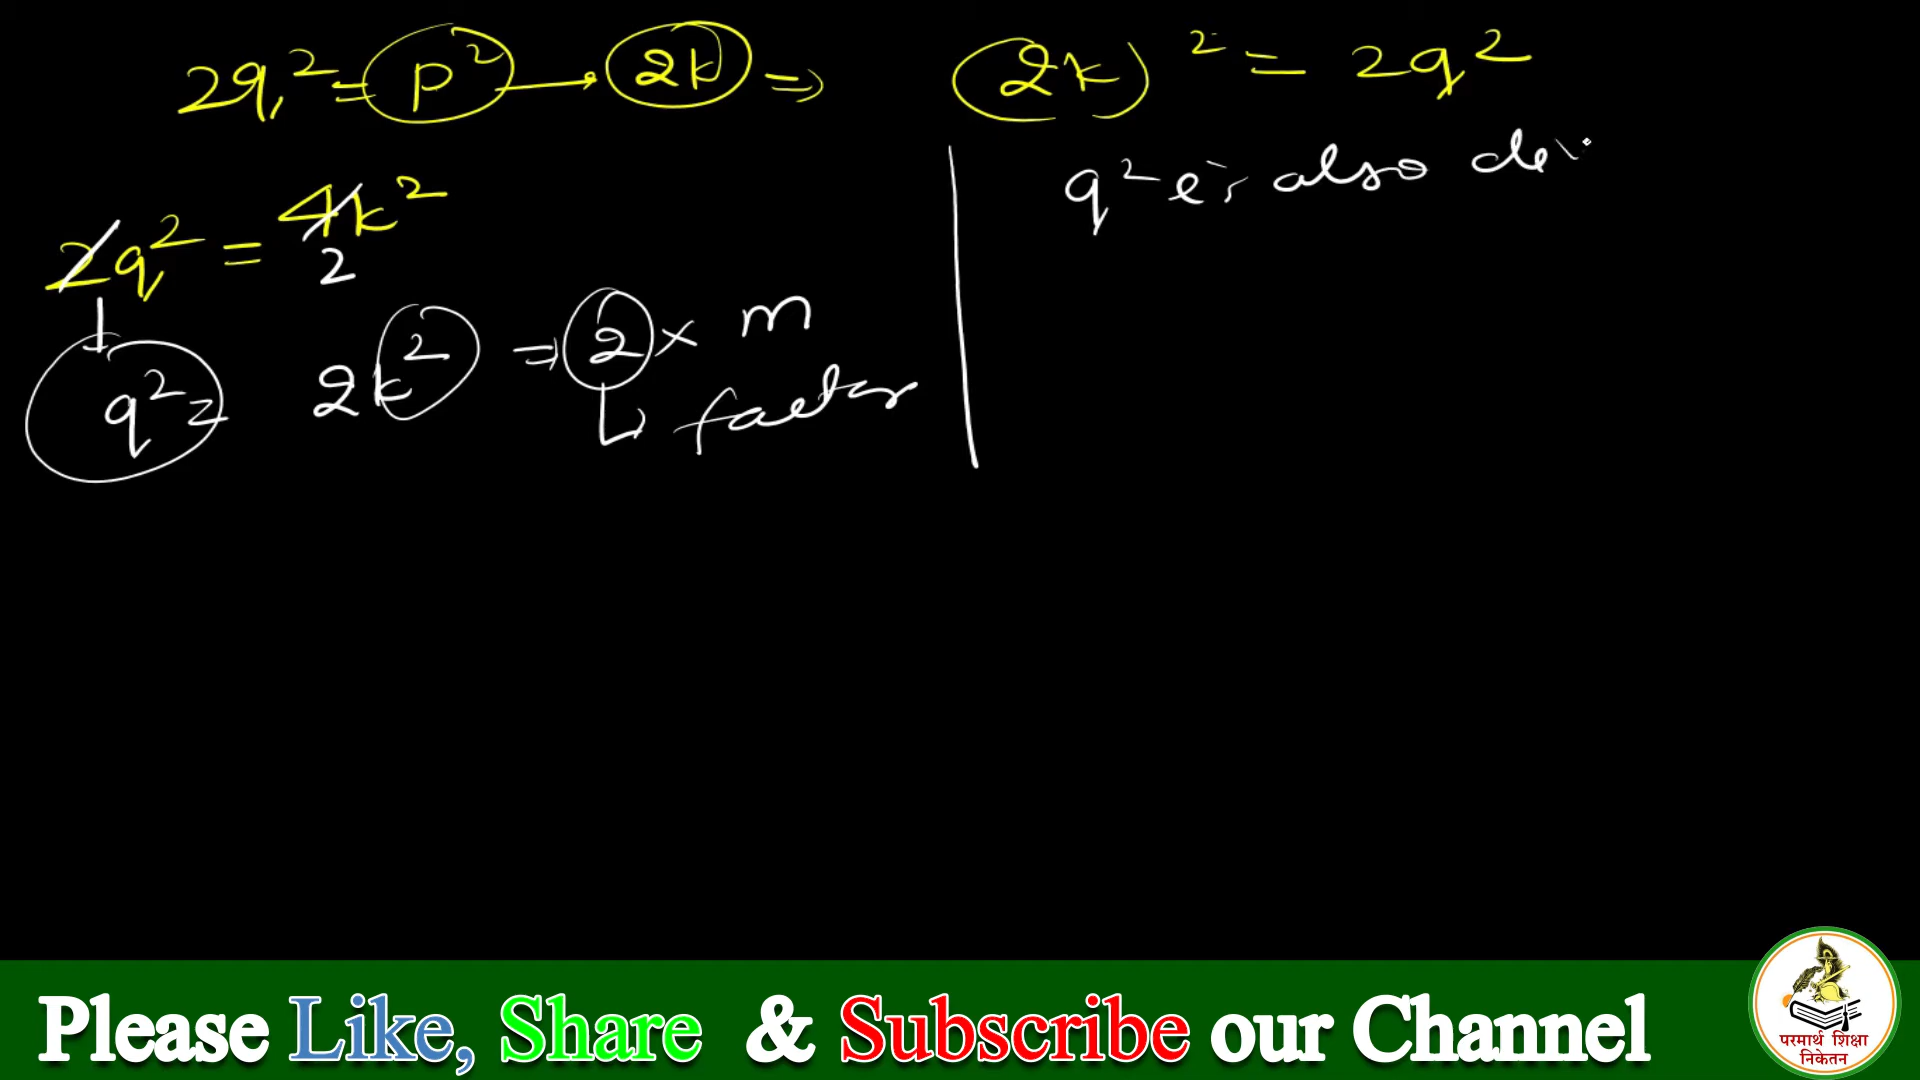 2q² = p² → 2k ⇒ (2k)² = 2q²
q² is also dev
2q² = 4k²
2
q² = 2k² ⇒ 2 × m
↳ factor
Please Like, Share & Subscribe our Channel
परमार्थ शिक्षा
निकेतन